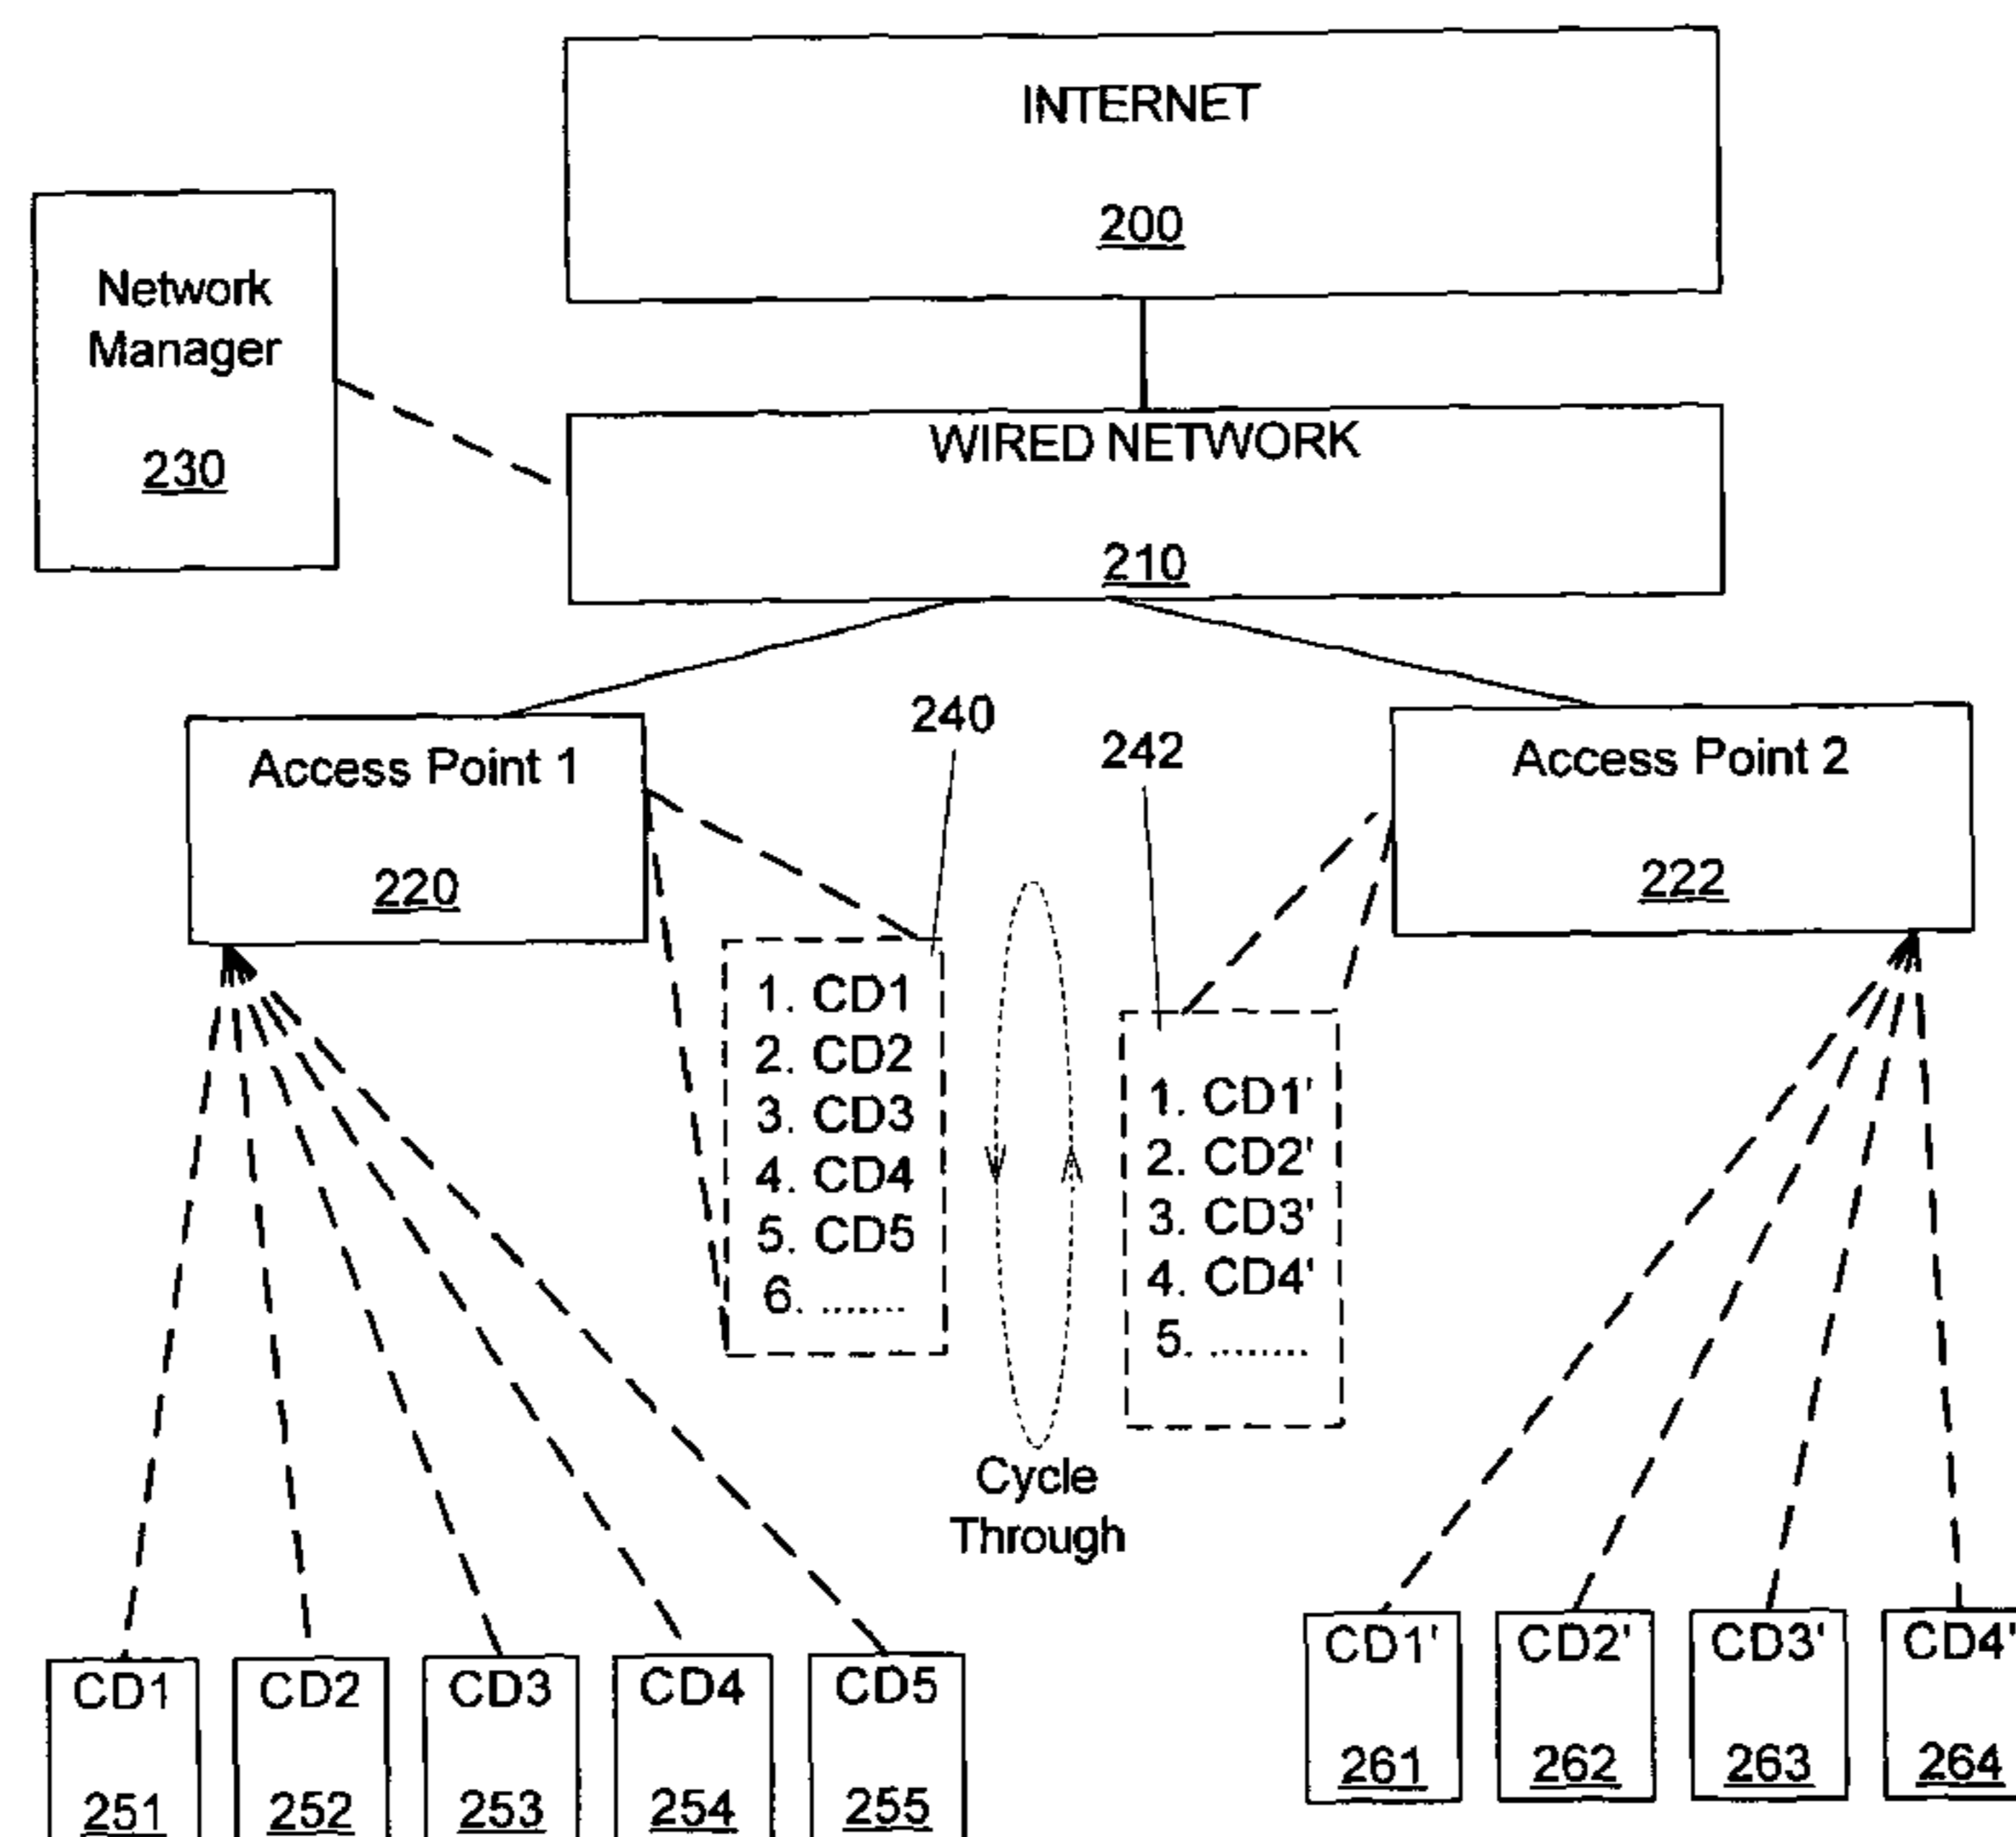 INTERNET
200
Network
Manager
230
WIRED NETWORK
210
Access Point 1
220
240
242
Access Point 2
222
1. CD1
2. CD2
3. CD3
4. CD4
5. CD5
6. .......
1. CD1'
2. CD2'
3. CD3'
4. CD4'
5. ........
Cycle
Through
CD1
251
CD2
252
CD3
253
CD4
254
CD5
255
CD1'
261
CD2'
262
CD3'
263
CD4'
264